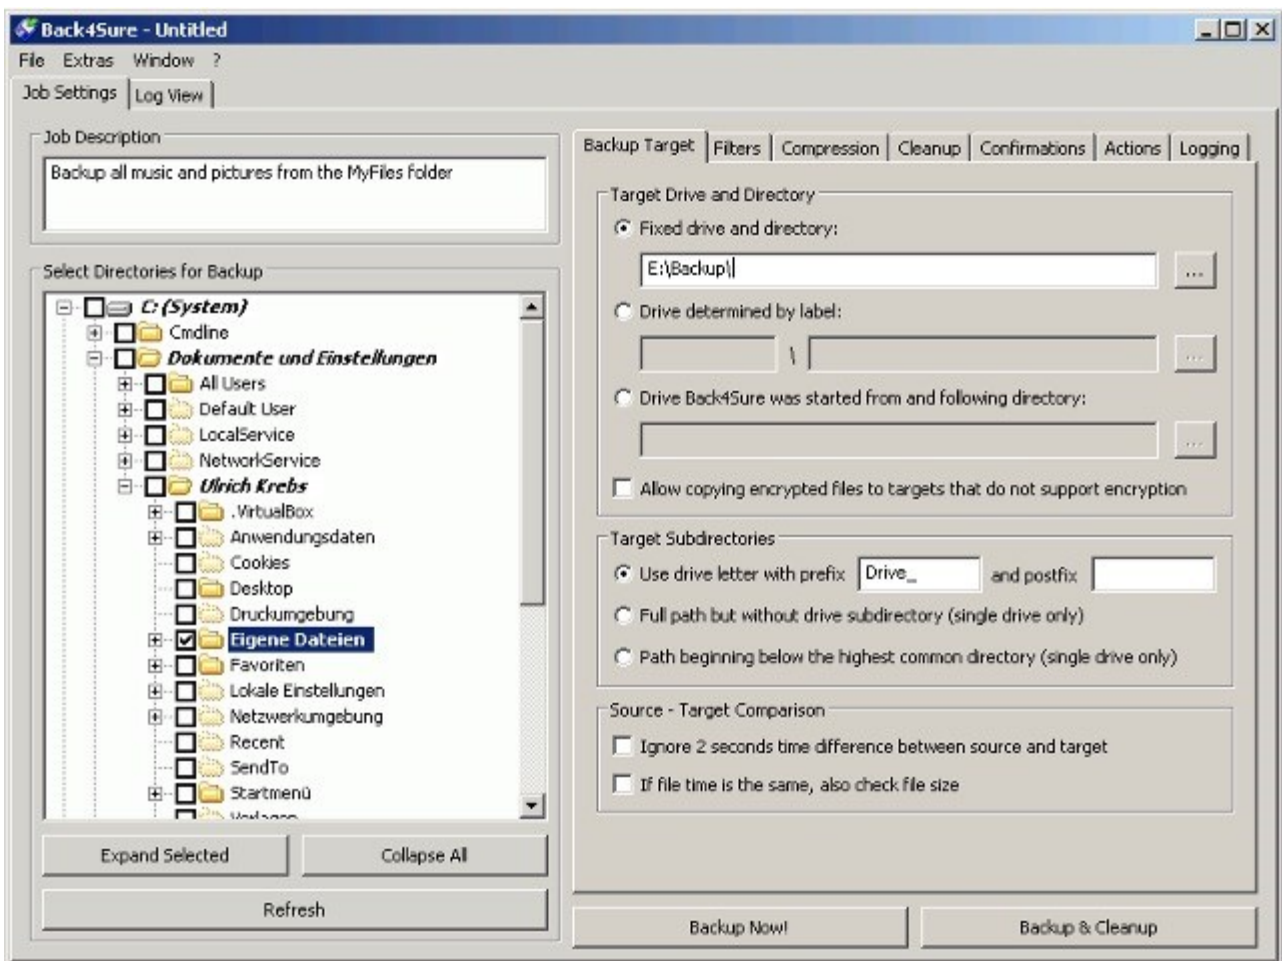 Back4Sure - Untitled
File Extras Window ?
Job Settings Log View
Job Description
Backup all music and pictures from the MyFiles folder
Select Directories for Backup
C: (System)
Cmdline
Dokumente und Einstellungen
All Users
Default User
LocalService
NetworkService
Ulrich Krebs
.VirtualBox
Anwendungsdaten
Cookies
Desktop
Druckumgebung
Eigene Dateien
Favoriten
Lokale Einstellungen
Netzwerkumgebung
Recent
SendTo
Startmenü
Vorlagen
Expand Selected Collapse All
Refresh
Backup Target Filters Compression Cleanup Confirmations Actions Logging
Target Drive and Directory
Fixed drive and directory:
E:\Backup\ ...
Drive determined by label:
\ ...
Drive Back4Sure was started from and following directory:
...
Allow copying encrypted files to targets that do not support encryption
Target Subdirectories
Use drive letter with prefix Drive_ and postfix
Full path but without drive subdirectory (single drive only)
Path beginning below the highest common directory (single drive only)
Source - Target Comparison
Ignore 2 seconds time difference between source and target
If file time is the same, also check file size
Backup Now! Backup & Cleanup